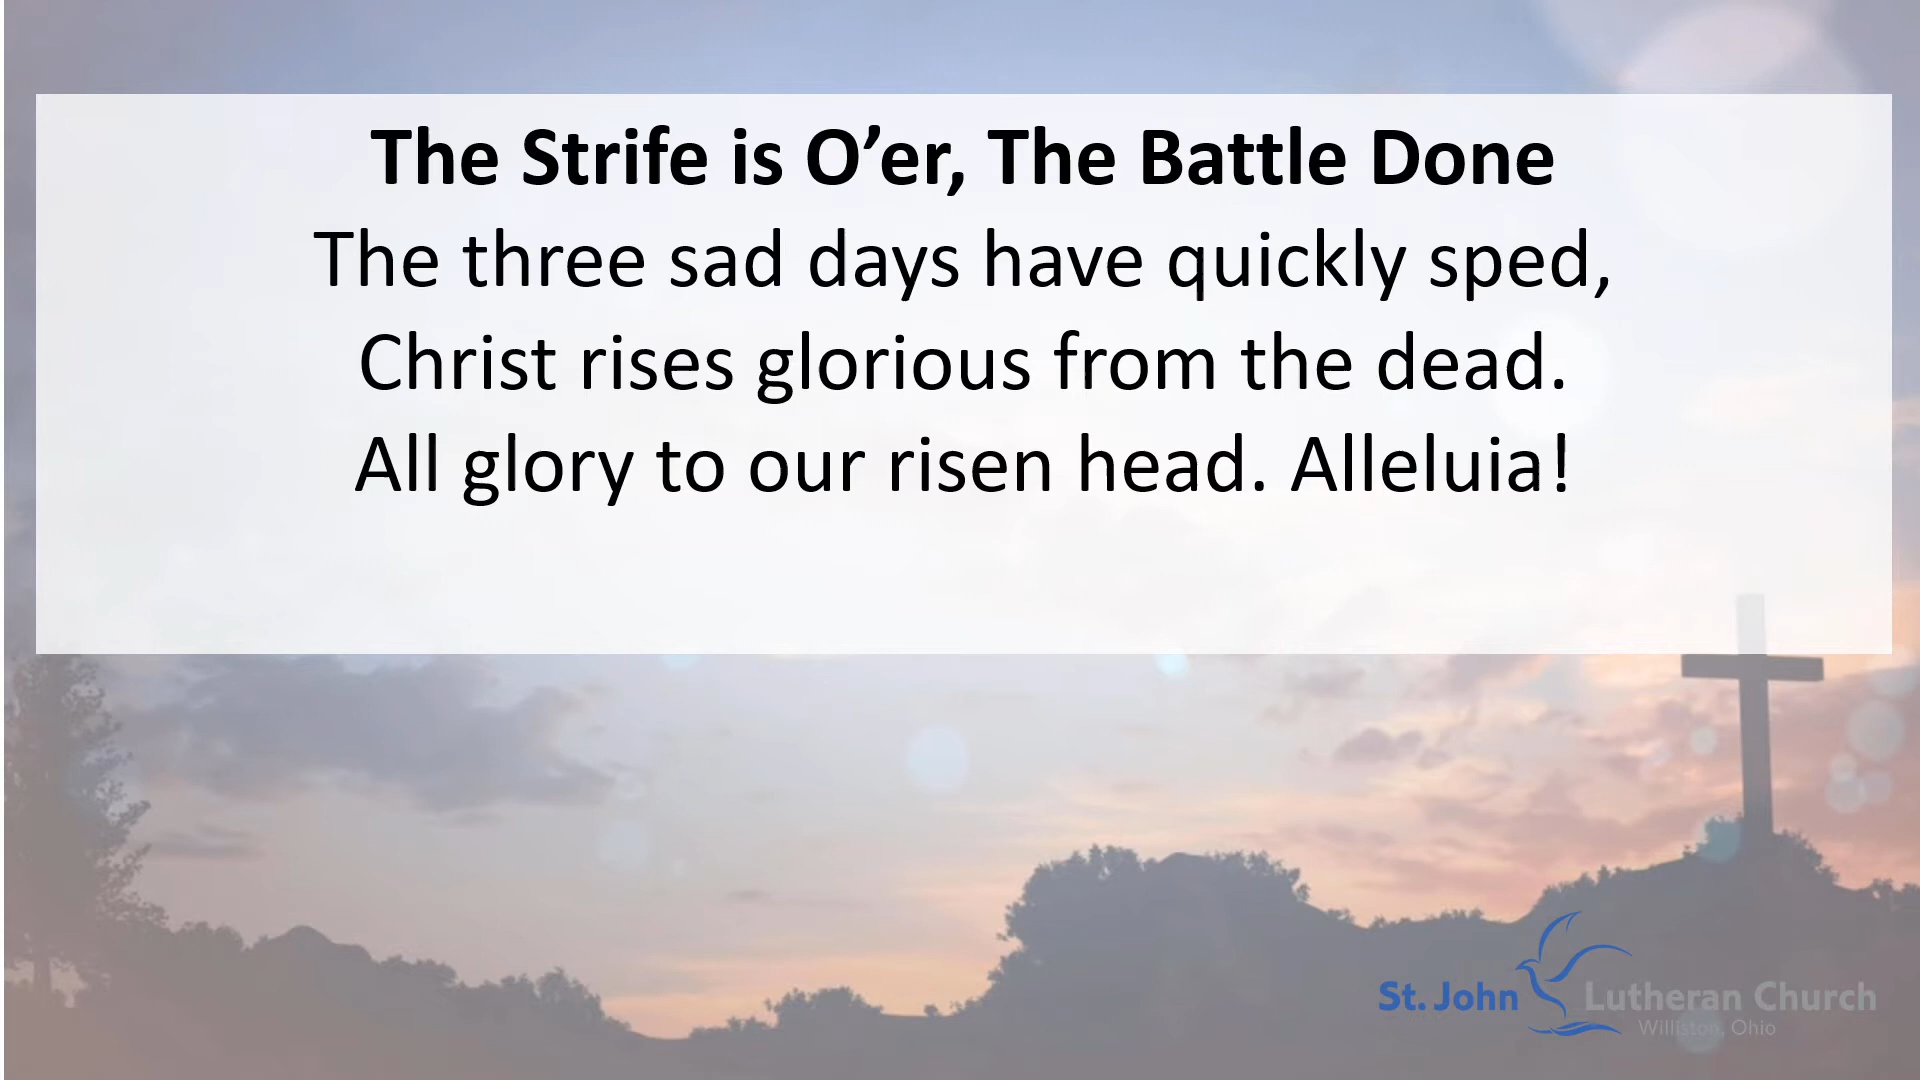 The Strife is O’er, The Battle Done
The three sad days have quickly sped,
Christ rises glorious from the dead.
All glory to our risen head. Alleluia!
St. John Lutheran Church
Williston, Ohio